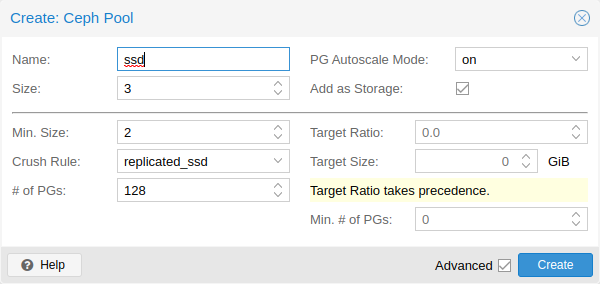 Create: Ceph Pool
Name: ssd PG Autoscale Mode: on
Size: 3 Add as Storage:
Min. Size: 2 Target Ratio: 0.0
Crush Rule: replicated_ssd Target Size: 0 GiB
# of PGs: 128 Target Ratio takes precedence.
Min. # of PGs: 0
Help Advanced Create